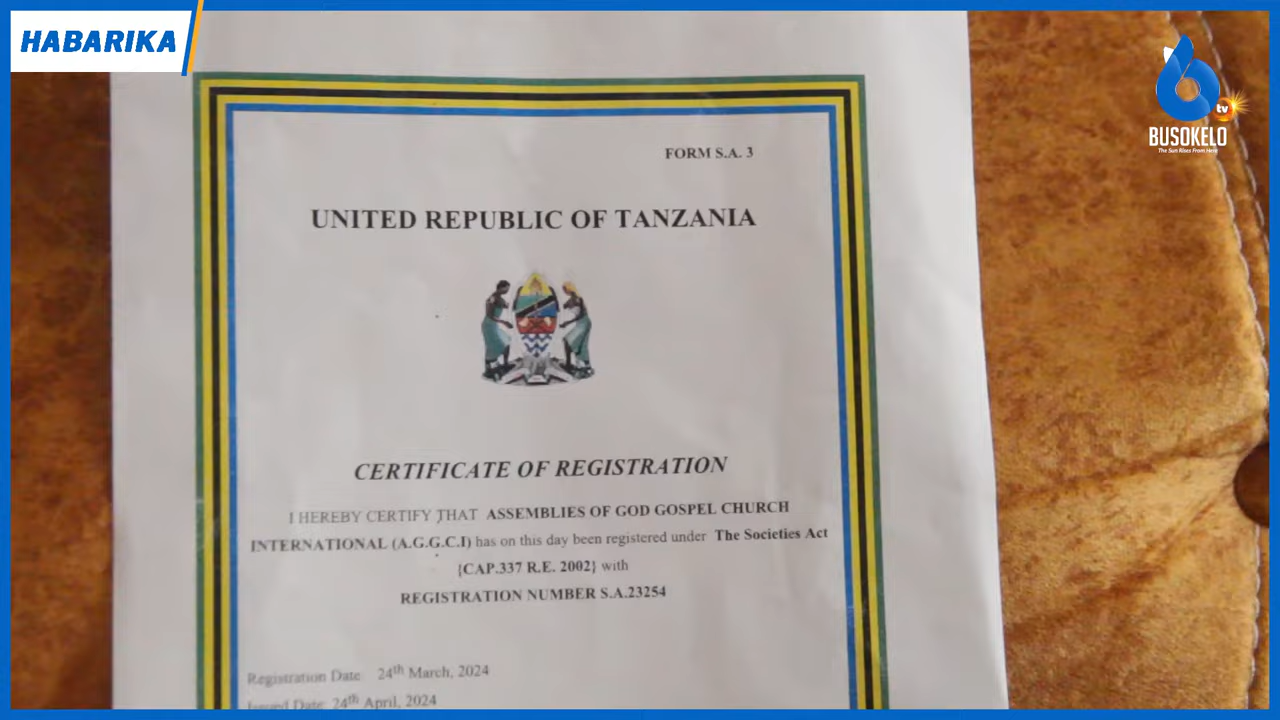 HABARIKA
tv
BUSOKELO
The Sun Rises From Here
FORM S.A. 3
UNITED REPUBLIC OF TANZANIA
CERTIFICATE OF REGISTRATION
I HEREBY CERTIFY THAT ASSEMBLIES OF GOD GOSPEL CHURCH
INTERNATIONAL (A.G.G.C.I) has on this day been registered under The Societies Act
{CAP.337 R.E. 2002} with
REGISTRATION NUMBER S.A.23254
Registration Date 24th March, 2024
Issued Date 24th April, 2024